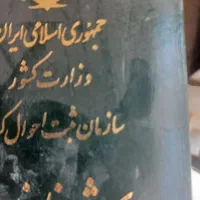 جمهوری اسلامی ایران
وزارت کشور
سازمان ثبت احوال